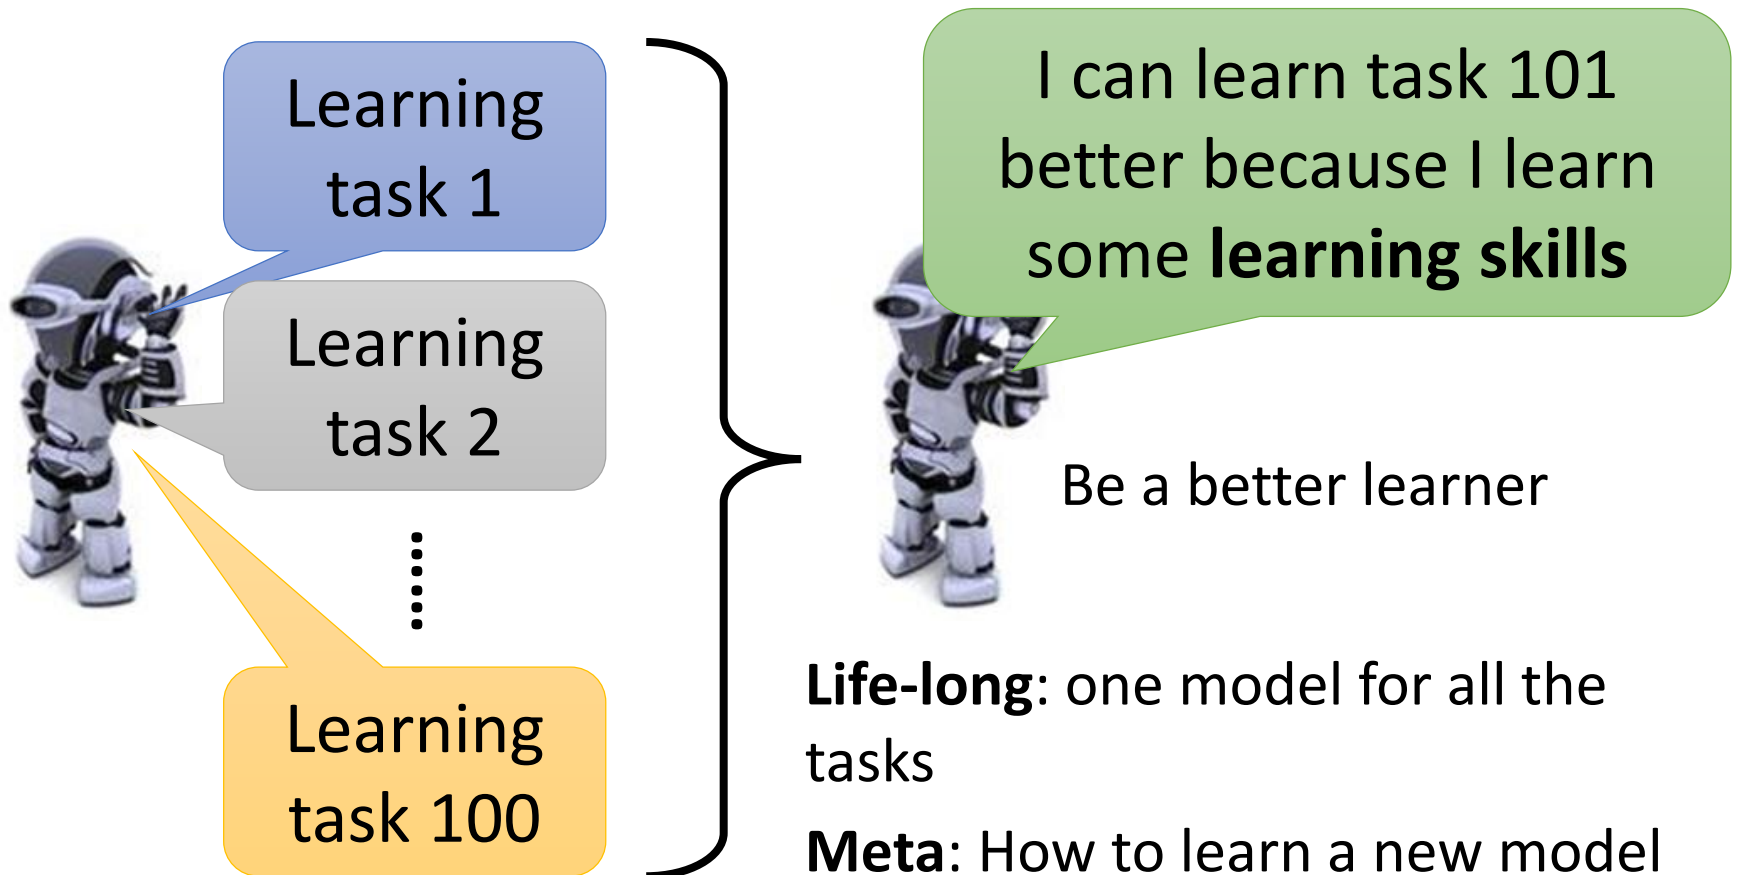 Learning
task 1
Learning
task 2
Learning
task 100
I can learn task 101
better because I learn
some learning skills
Be a better learner
Life-long: one model for all the
tasks
Meta: How to learn a new model